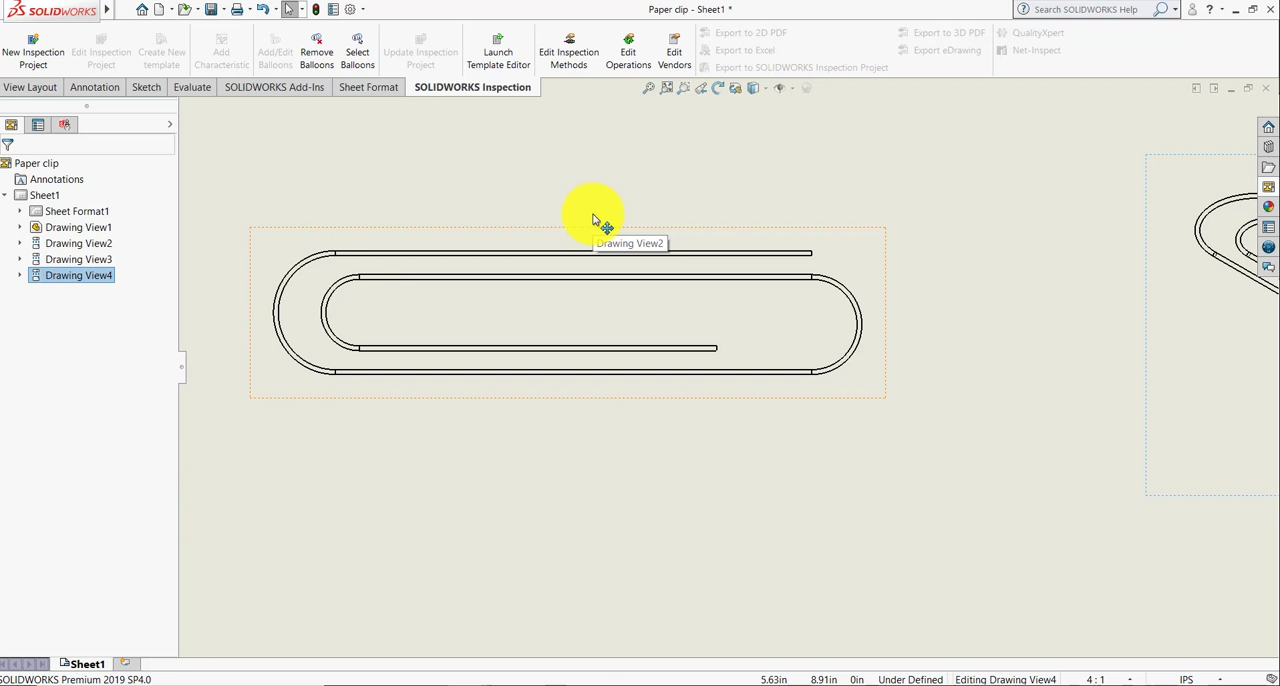 SOLIDWORKS
Paper clip - Sheet1 *
Search SOLIDWORKS Help
New Inspection Project
Edit Inspection Project
Create New template
Add Characteristic
Add/Edit Balloons
Remove Balloons
Select Balloons
Update Inspection Project
Launch Template Editor
Edit Inspection Methods
Edit Operations
Edit Vendors
Export to 2D PDF
Export to Excel
Export to SOLIDWORKS Inspection Project
Export to 3D PDF
Export eDrawing
QualityXpert
Net-Inspect
View Layout
Annotation
Sketch
Evaluate
SOLIDWORKS Add-Ins
Sheet Format
SOLIDWORKS Inspection
Paper clip
Annotations
Sheet1
Sheet Format1
Drawing View1
Drawing View2
Drawing View3
Drawing View4
Drawing View2
Sheet1
SOLIDWORKS Premium 2019 SP4.0
5.63in
8.91in
0in
Under Defined
Editing Drawing View4
4 : 1
IPS